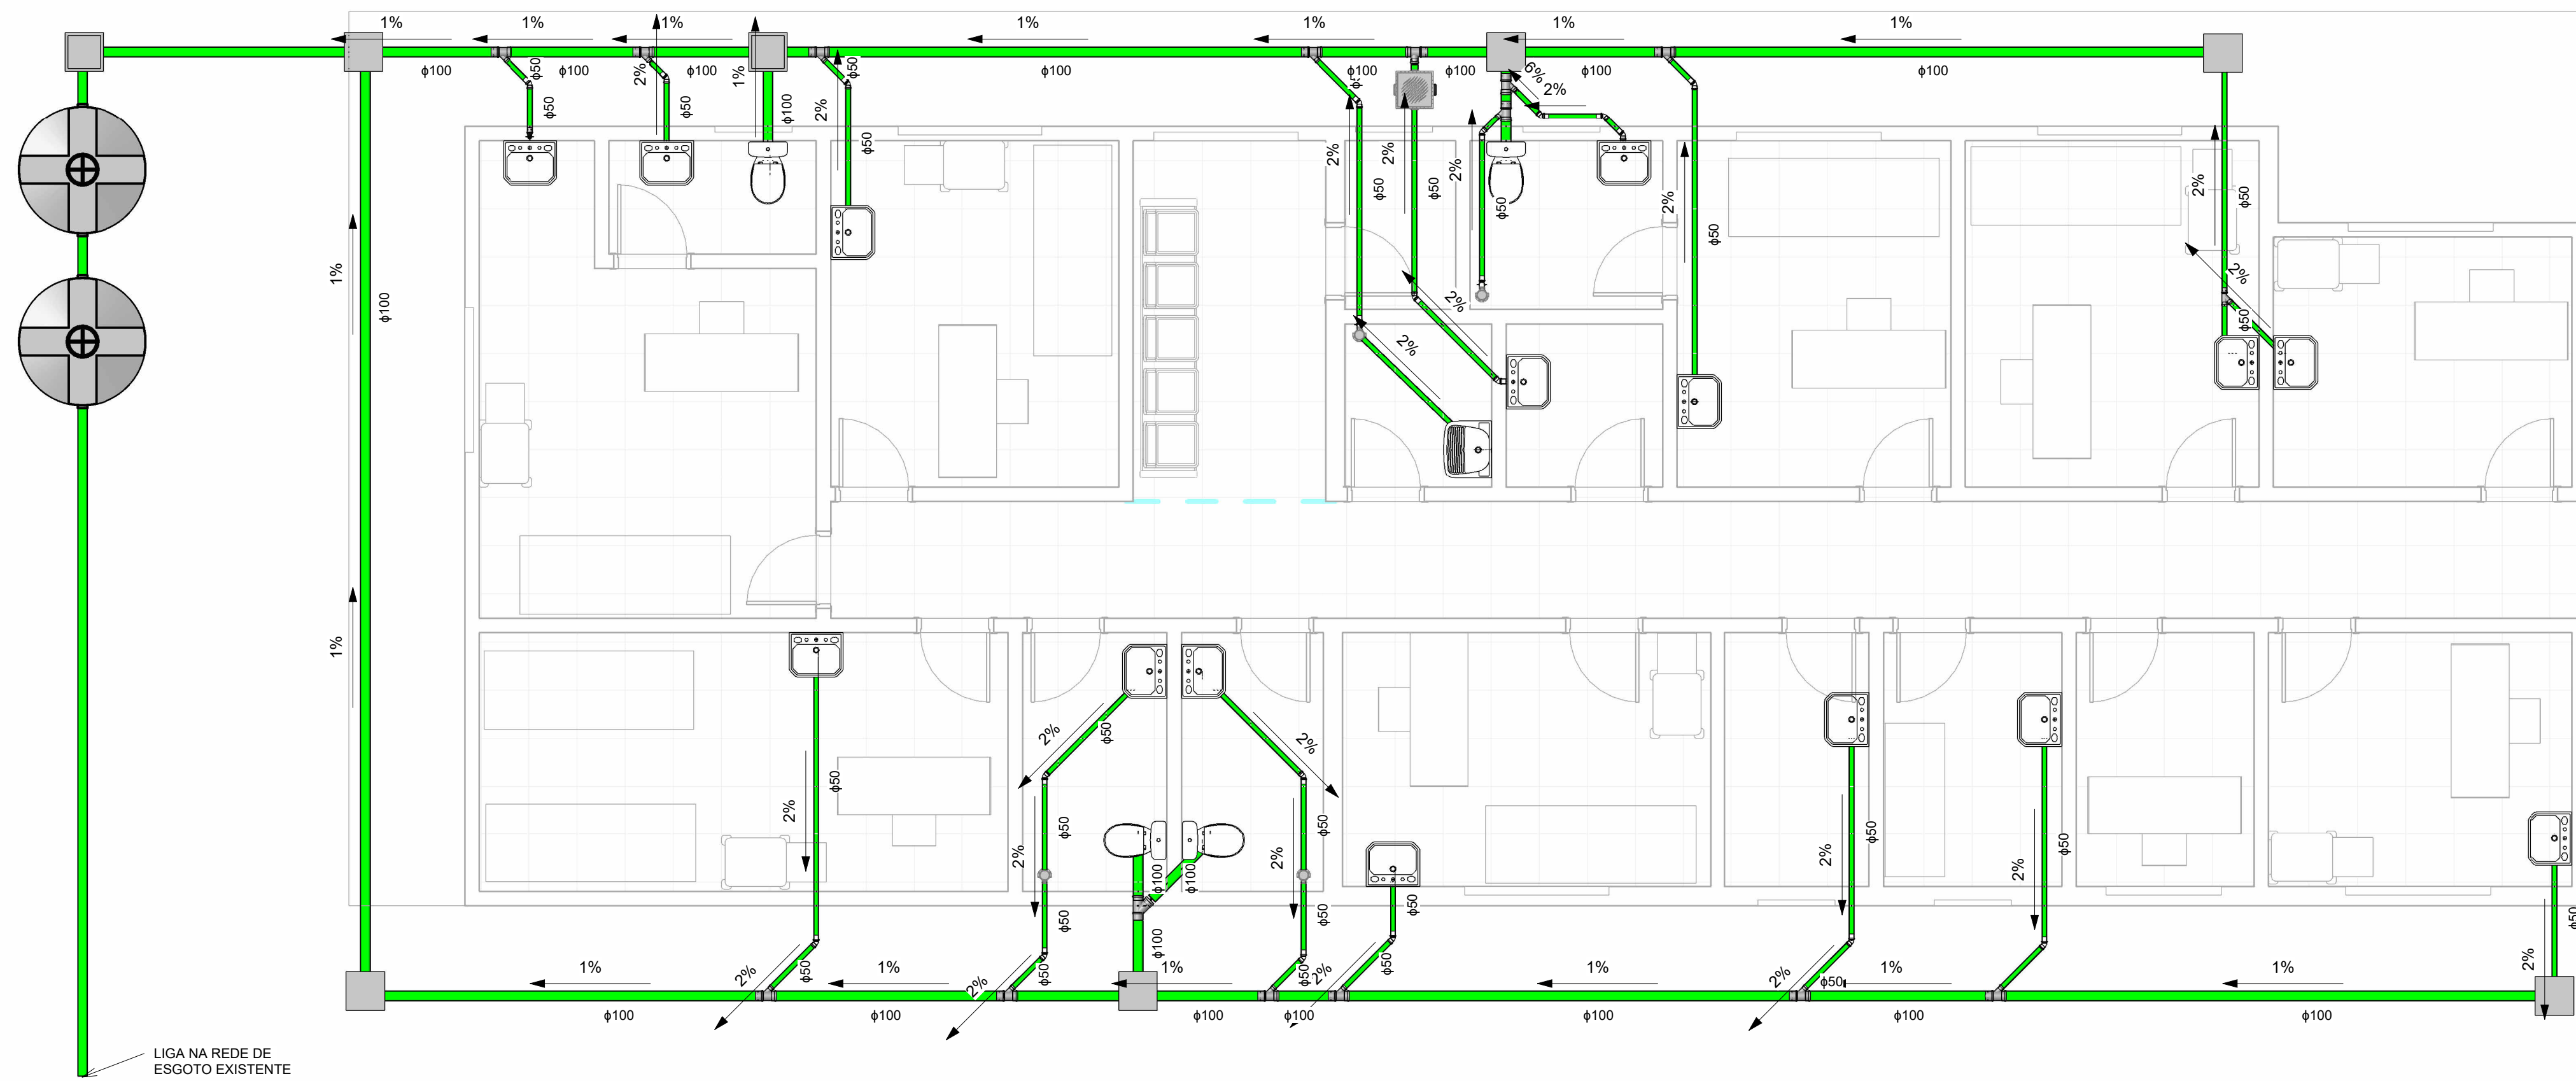 1% 1% 1% 1% 1% 1% 1%
ϕ100 ϕ50 ϕ100 2% ϕ100 1% ϕ50 ϕ100 ϕ100 ϕ100 6% ϕ100 ϕ100
2%
ϕ50 ϕ50 ϕ100 2%
ϕ50 2% 2% 2% 2% 2%
ϕ50 ϕ50 ϕ50 2% ϕ50
ϕ50
1% 2% 2%
ϕ100 ϕ50
2%
1%
2% ϕ50 2%
ϕ50
2% ϕ50 ϕ50 ϕ50 ϕ50
2% 2% 2% 2%
ϕ100 ϕ100
ϕ50 ϕ50 ϕ50 ϕ50
ϕ100
1% 2% ϕ50 1% 2% ϕ50 1% ϕ50 2% ϕ50 1% 2% ϕ50 1% 1% 2%
ϕ100 ϕ100 ϕ100 ϕ100 ϕ100 ϕ100 ϕ100
LIGA NA REDE DE
ESGOTO EXISTENTE